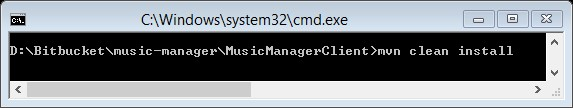 C:\Windows\system32\cmd.exe
D:\Bitbucket\music-manager\MusicManagerClient>mvn clean install